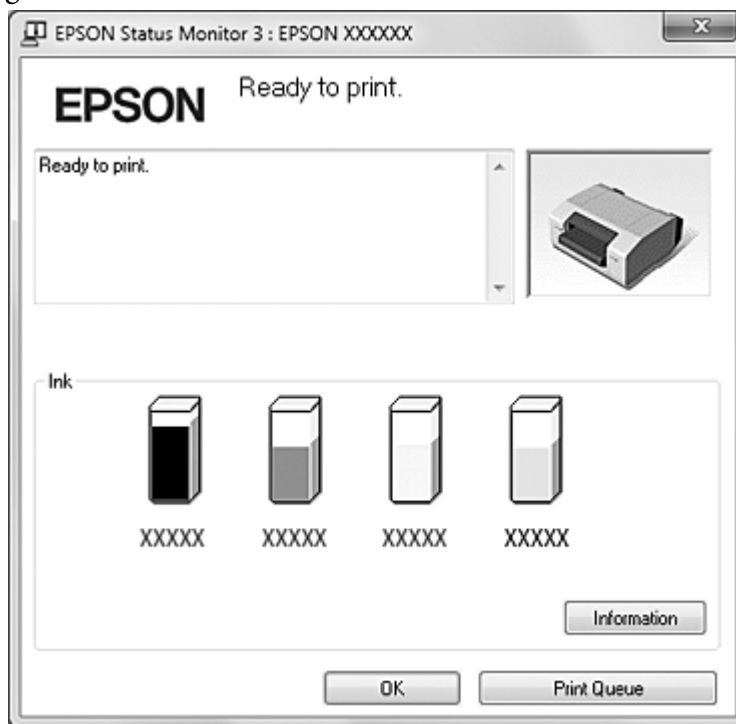 EPSON Status Monitor 3 : EPSON XXXXXX
EPSON
Ready to print.
Ready to print.
Ink
XXXXX XXXXX XXXXX XXXXX
Information
OK Print Queue